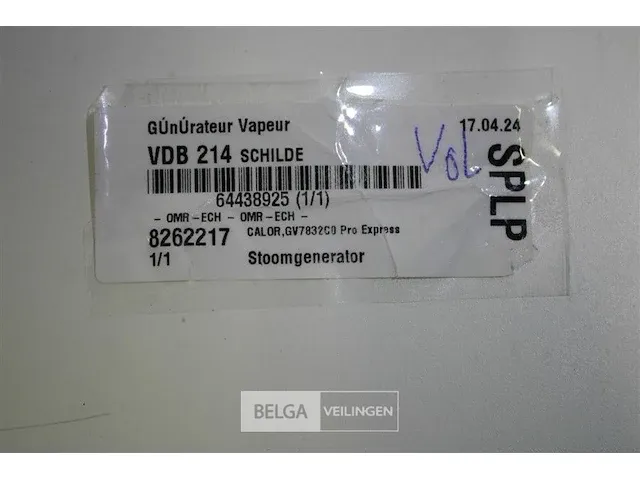 GÚnÚrateur Vapeur 17.04.24
VDB 214 SCHILDE Vol
SPLP
64438925 (1/1)
- OMR-ECH - OMR-ECH -
8262217 CALOR,GV7832C0 Pro Express
1/1 Stoomgenerator
BELGA VEILINGEN